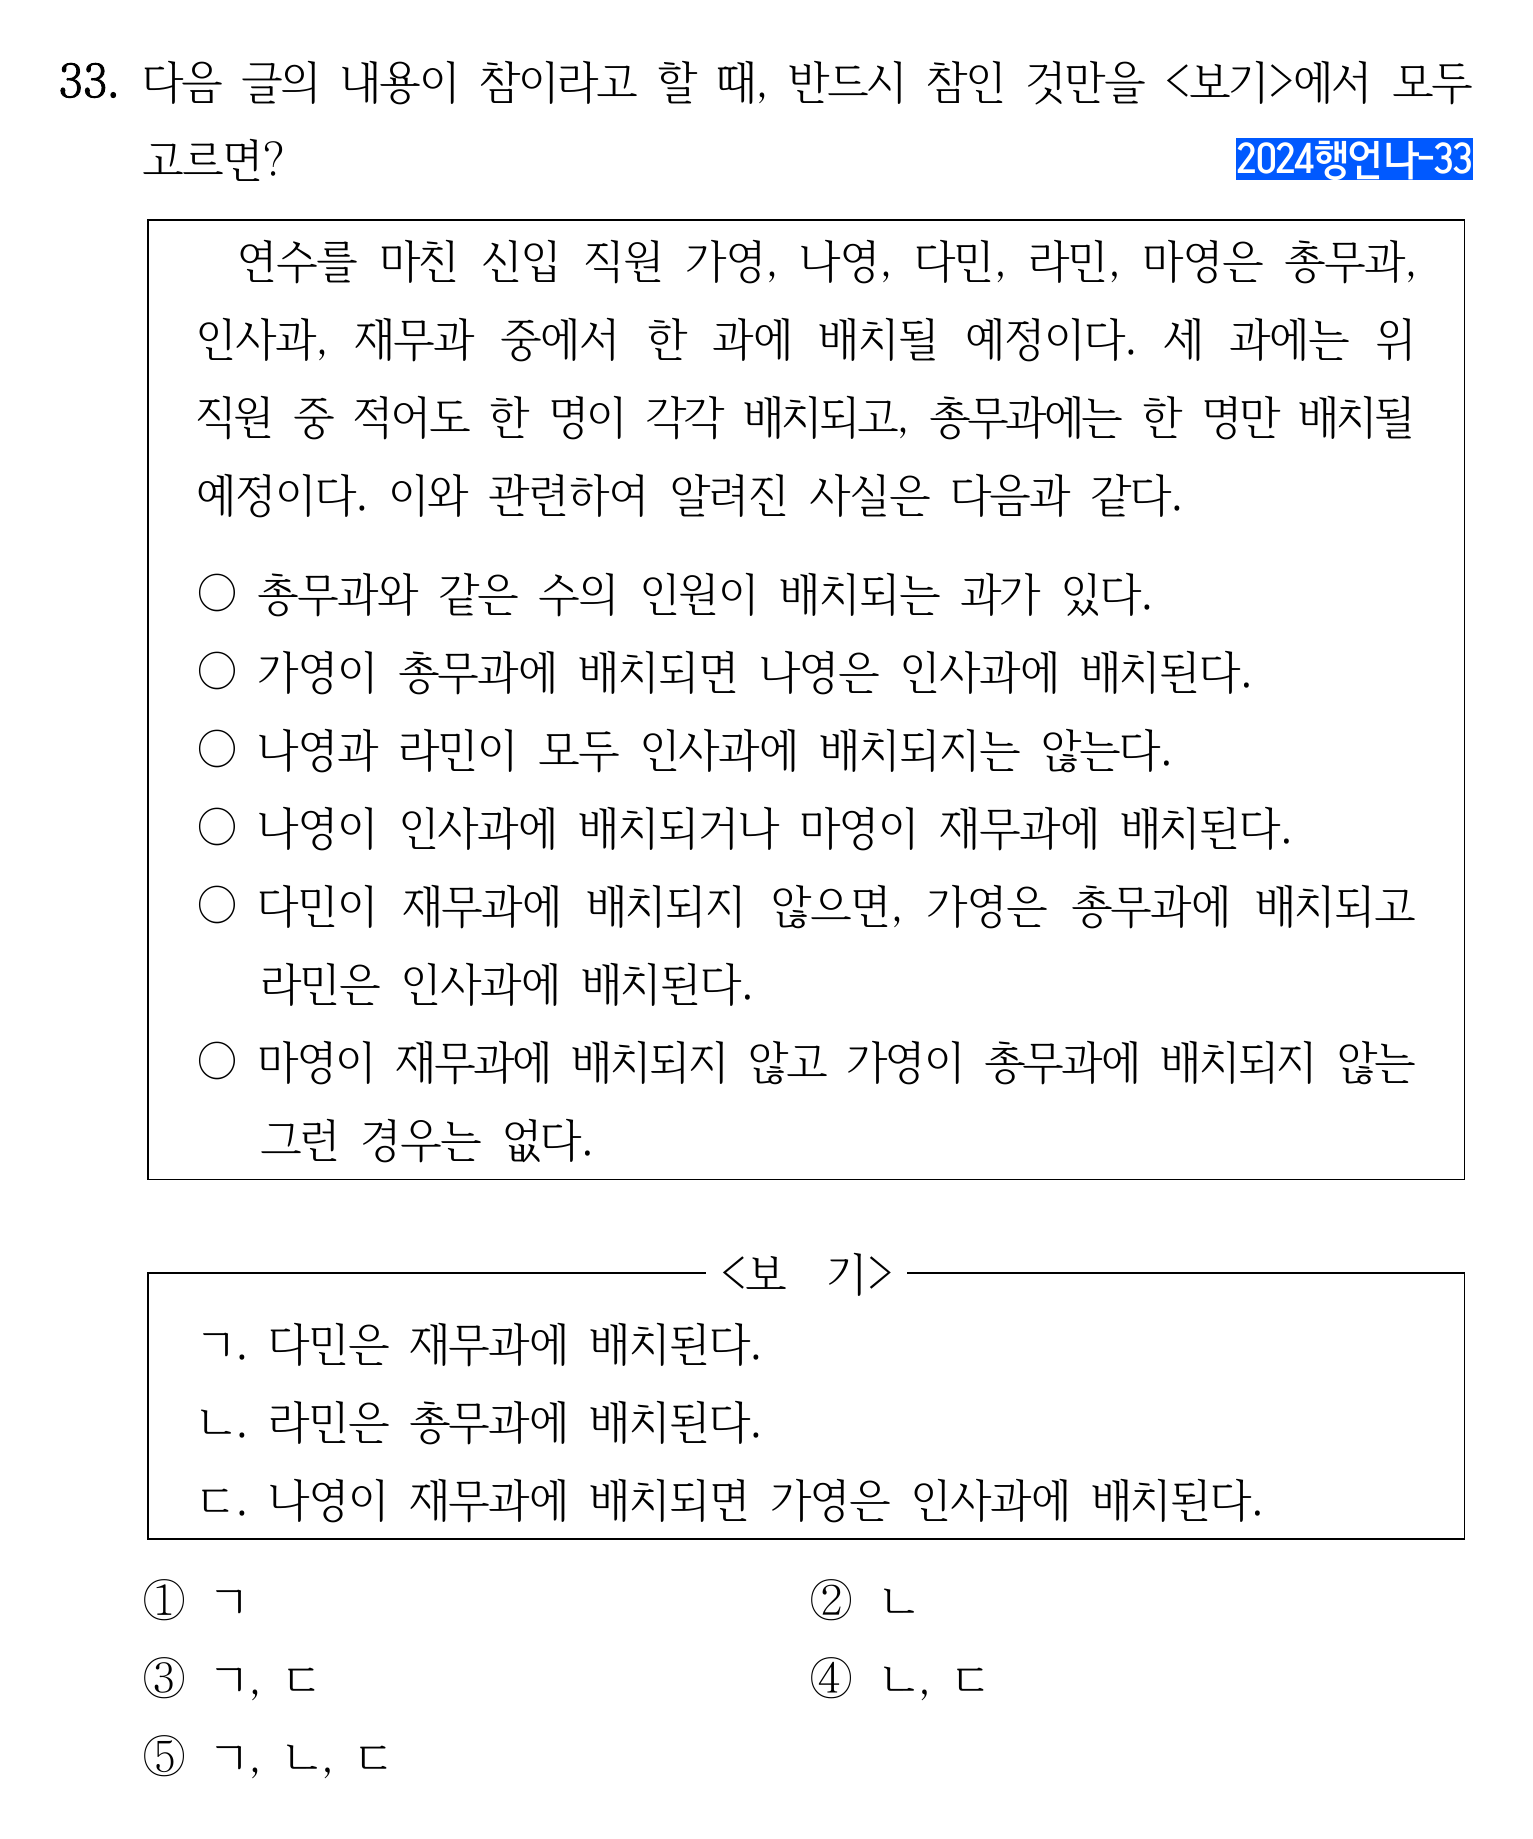 33. 다음 글의 내용이 참이라고 할 때, 반드시 참인 것만을 <보기>에서 모두
고르면?
2024행언나-33
연수를 마친 신입 직원 가영, 나영, 다민, 라민, 마영은 총무과,
인사과, 재무과 중에서 한 과에 배치될 예정이다. 세 과에는 위
직원 중 적어도 한 명이 각각 배치되고, 총무과에는 한 명만 배치될
예정이다. 이와 관련하여 알려진 사실은 다음과 같다.
○ 총무과와 같은 수의 인원이 배치되는 과가 있다.
○ 가영이 총무과에 배치되면 나영은 인사과에 배치된다.
○ 나영과 라민이 모두 인사과에 배치되지는 않는다.
○ 나영이 인사과에 배치되거나 마영이 재무과에 배치된다.
○ 다민이 재무과에 배치되지 않으면, 가영은 총무과에 배치되고
라민은 인사과에 배치된다.
○ 마영이 재무과에 배치되지 않고 가영이 총무과에 배치되지 않는
그런 경우는 없다.
<보 기>
ㄱ. 다민은 재무과에 배치된다.
ㄴ. 라민은 총무과에 배치된다.
ㄷ. 나영이 재무과에 배치되면 가영은 인사과에 배치된다.
① ㄱ ② ㄴ
③ ㄱ, ㄷ ④ ㄴ, ㄷ
⑤ ㄱ, ㄴ, ㄷ